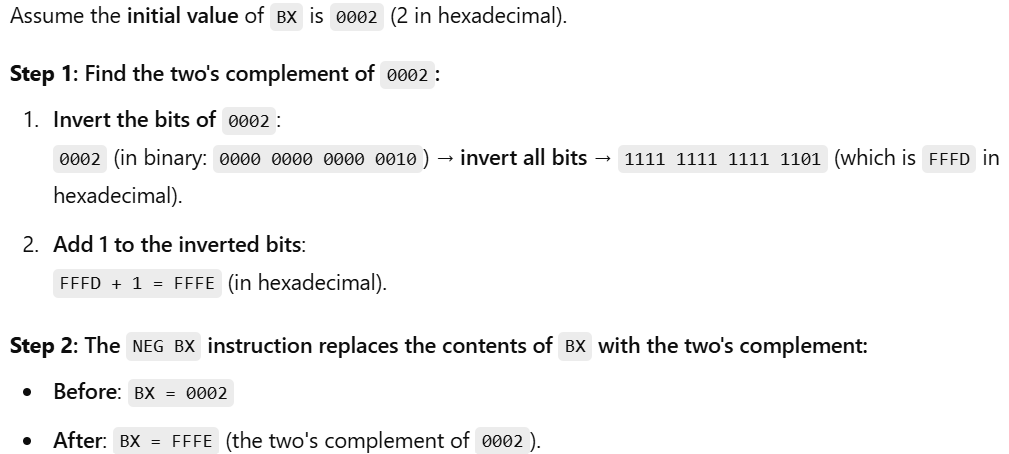 Assume the initial value of BX is 0002 (2 in hexadecimal).
Step 1: Find the two's complement of 0002:
1. Invert the bits of 0002:
0002 (in binary: 0000 0000 0000 0010) → invert all bits → 1111 1111 1111 1101 (which is FFFD in
hexadecimal).
2. Add 1 to the inverted bits:
FFFD + 1 = FFFE (in hexadecimal).
Step 2: The NEG BX instruction replaces the contents of BX with the two's complement:
• Before: BX = 0002
• After: BX = FFFE (the two's complement of 0002).